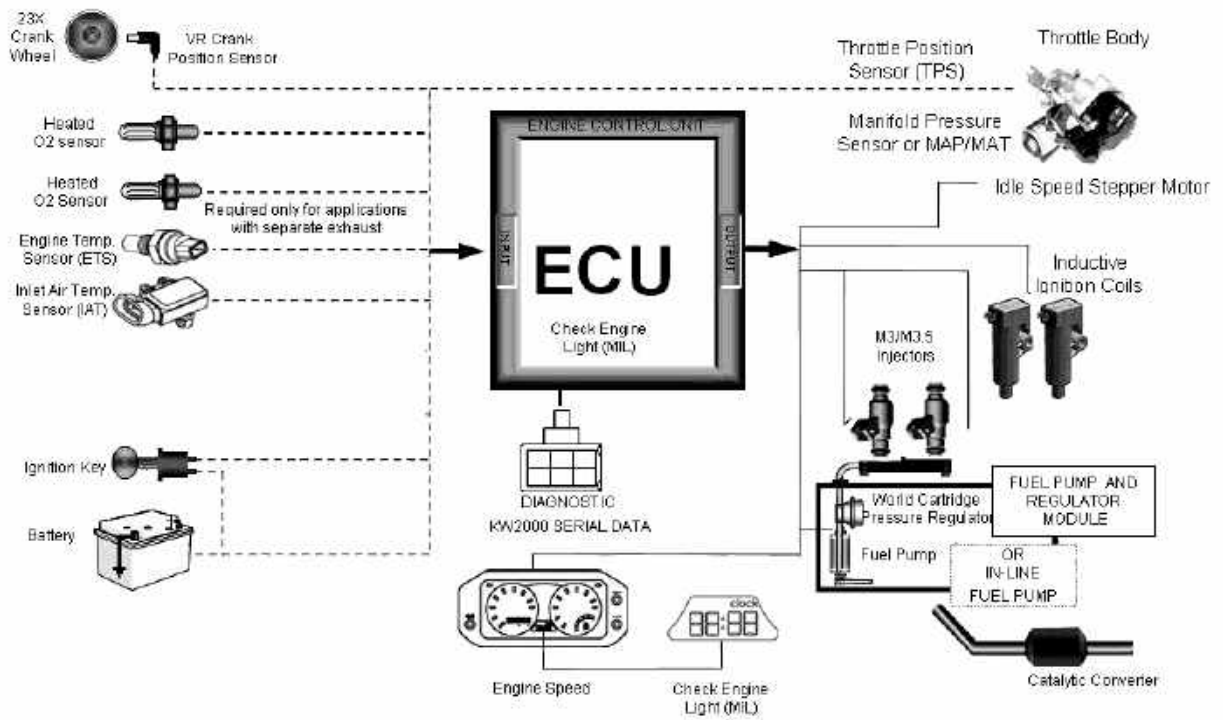 23X
Crank
Wheel
VR Crank
Position Sensor
Throttle Position
Sensor (TPS)
Throttle Body
Heated
O2 sensor
ENGINE CONTROL UNIT
Manifold Pressure
Sensor or MAP/MAT
Heated
O2 Sensor
Idle Speed Stepper Motor
Required only for applications
with separate exhaust
Engine Temp.
Sensor (ETS)
INPUT
ECU
OUTPUT
Inductive
Ignition Coils
Inlet Air Temp.
Sensor (IAT)
Check Engine
Light (MIL)
M3/M3.5
Injectors
Ignition Key
DIAGNOSTIC
KW2000 SERIAL DATA
World Cartridge
Pressure Regulator
FUEL PUMP AND
REGULATOR
MODULE
Battery
Fuel Pump
OR
IN-LINE
FUEL PUMP
clock
88:88
Engine Speed
Check Engine
Light (MIL)
Catalytic Converter